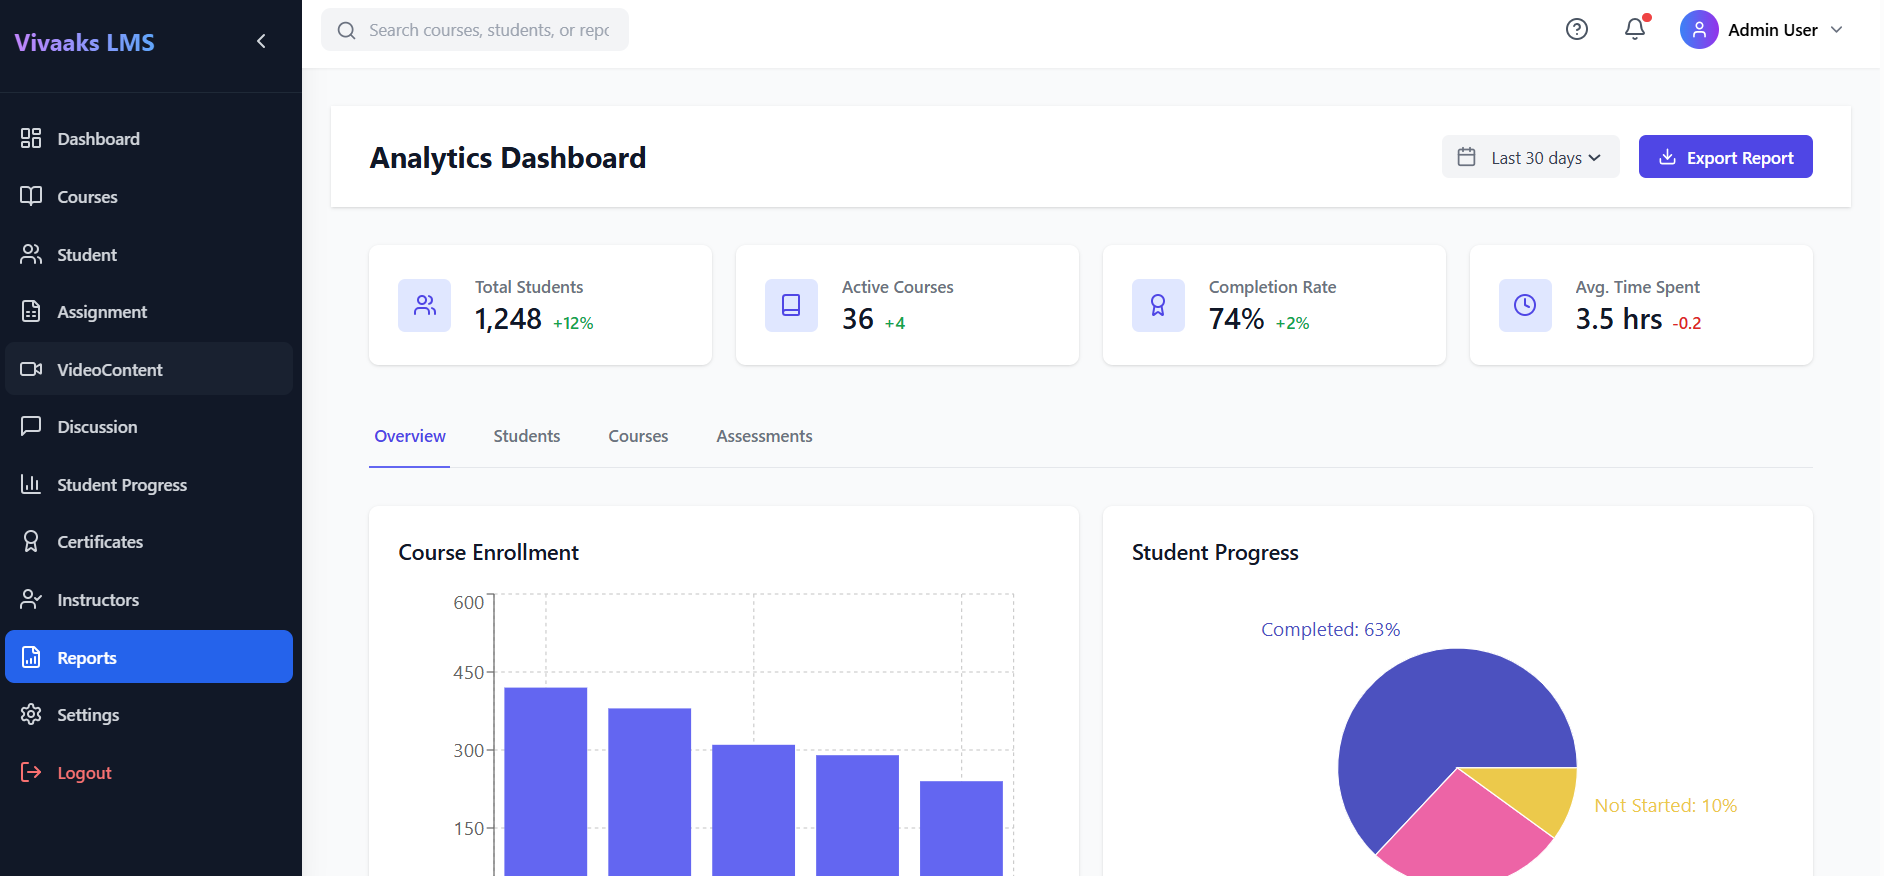 Vivaaks LMS
Dashboard
Courses
Student
Assignment
VideoContent
Discussion
Student Progress
Certificates
Instructors
Reports
Settings
Logout
Search courses, students, or repo
Admin User
Analytics Dashboard
Last 30 days
Export Report
Total Students
1,248 +12%
Active Courses
36 +4
Completion Rate
74% +2%
Avg. Time Spent
3.5 hrs -0.2
Overview Students Courses Assessments
Course Enrollment
600
450
300
150
Student Progress
Completed: 63%
Not Started: 10%